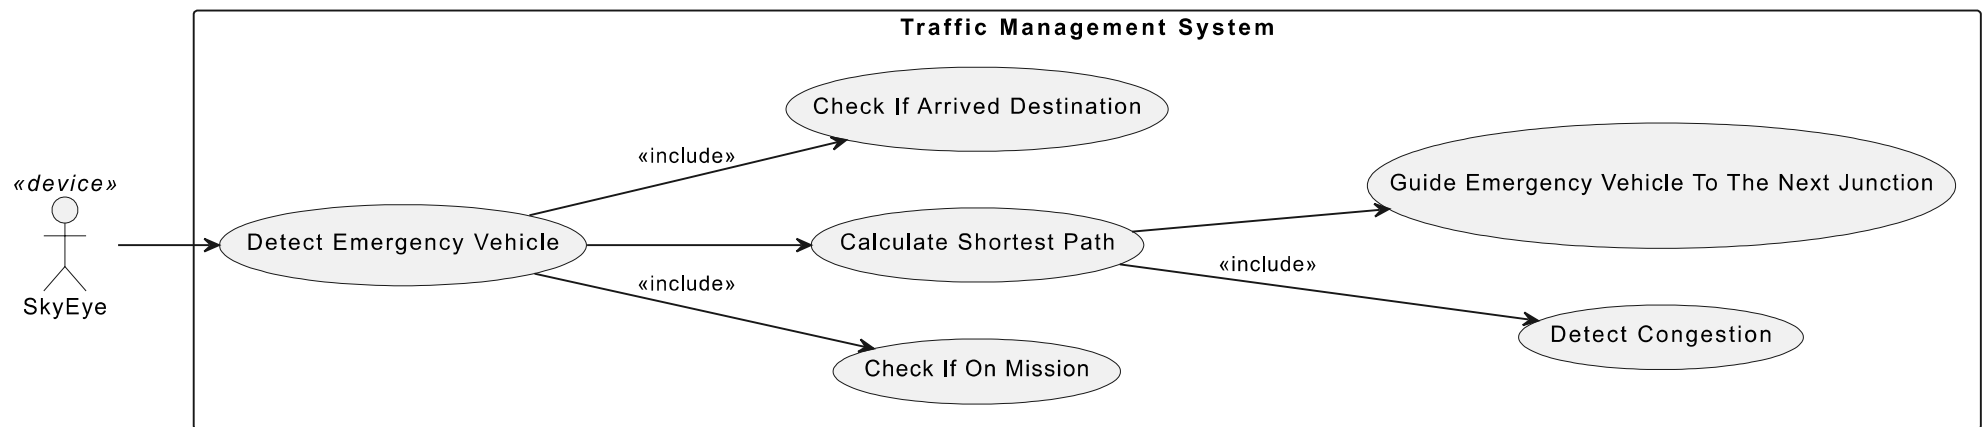 Traffic Management System
Check If Arrived Destination
«include»
Guide Emergency Vehicle To The Next Junction
«device»
Detect Emergency Vehicle
Calculate Shortest Path
«include»
«include»
SkyEye
Detect Congestion
Check If On Mission